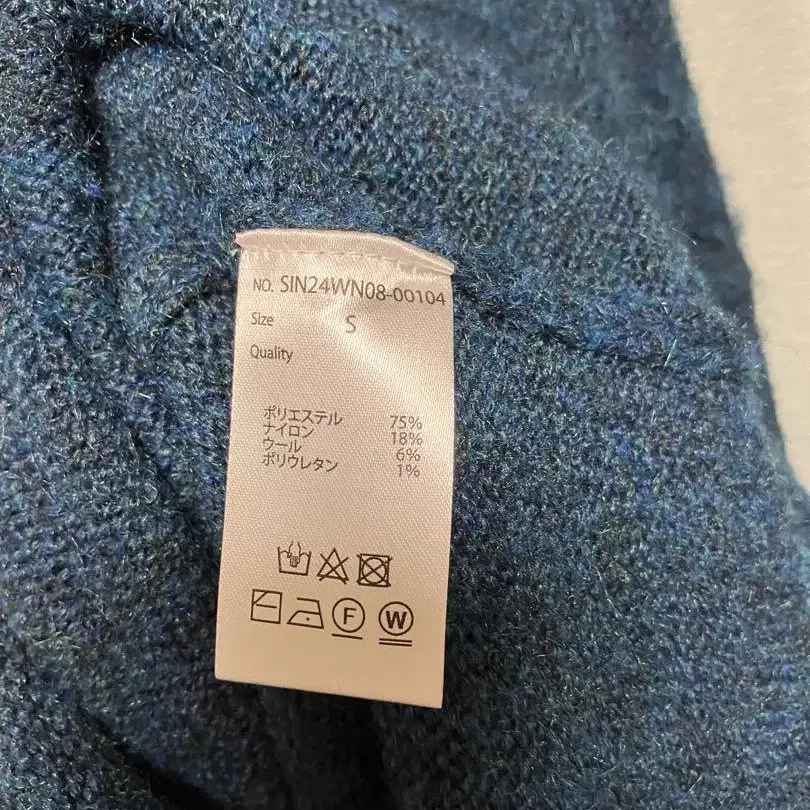 NO. SIN24WN08-00104
Size S
Quality
ポリエステル 75%
ナイロン 18%
ウール 6%
ポリウレタン 1%
F W